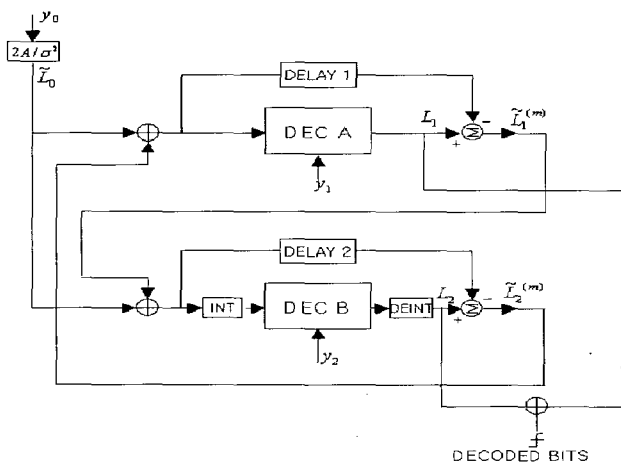 y₀
2A/σ²
L̃₀
DELAY 1
DEC A
L₁
+
−
Σ
L̃₁⁽ᵐ⁾
y₁
DELAY 2
INT
DEC B
DEINT
L₂
+
−
Σ
L̃₂⁽ᵐ⁾
y₂
DECODED BITS